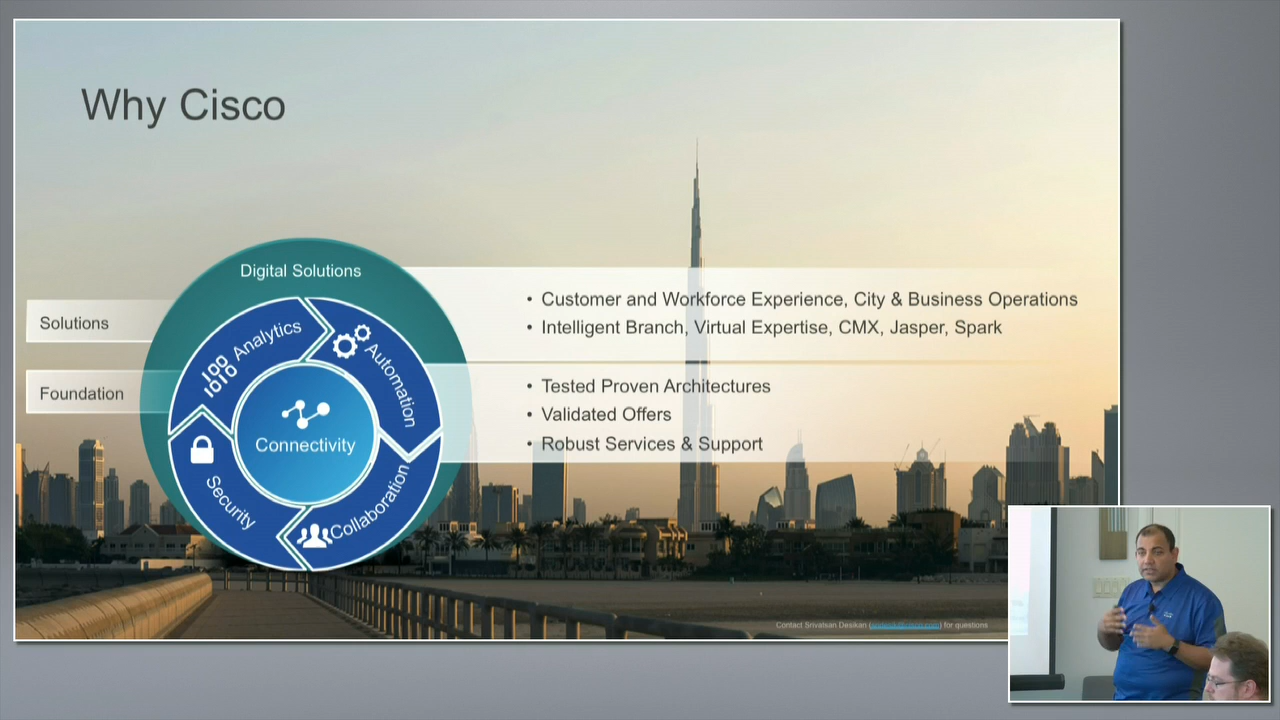 Why Cisco
Digital Solutions
Solutions
Foundation
Analytics
Automation
Connectivity
Security
Collaboration
• Customer and Workforce Experience, City & Business Operations
• Intelligent Branch, Virtual Expertise, CMX, Jasper, Spark
• Tested Proven Architectures
• Validated Offers
• Robust Services & Support
Contact Srivatsan Desikan ( ) for questions